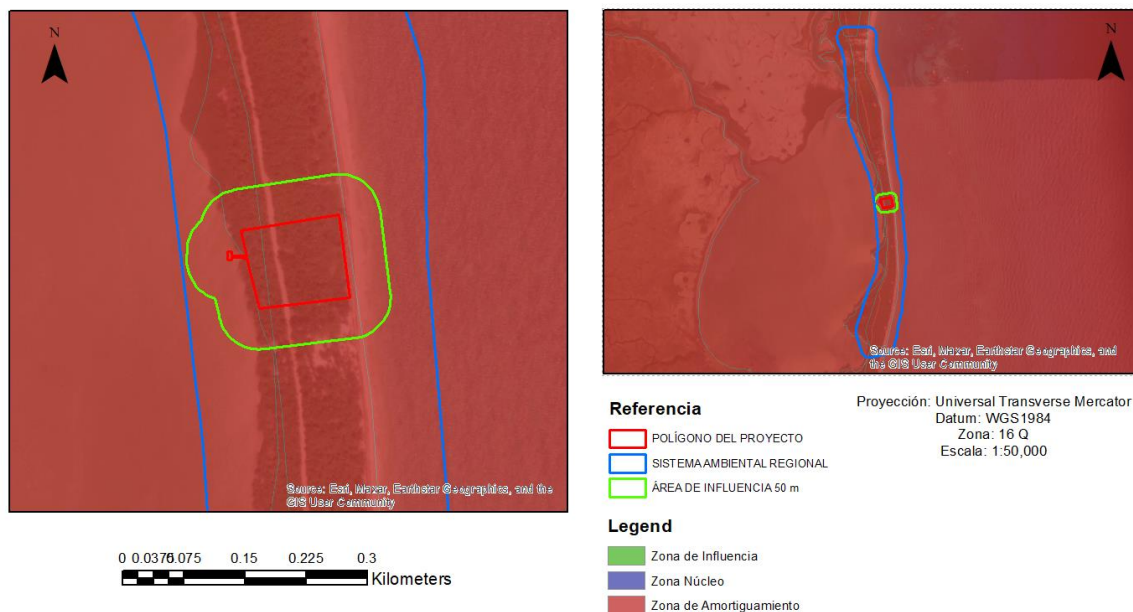 N
Source: Esri, Maxar, Earthstar Geographics, and the
GIS User Community
0 0.0375 0.075 0.15 0.225 0.3
Kilometers
N
Source: Esri, Maxar, Earthstar Geographics, and
the GIS User Community
Referencia
POLÍGONO DEL PROYECTO
SISTEMA AMBIENTAL REGIONAL
ÁREA DE INFLUENCIA 50 m
Proyección: Universal Transverse Mercator
Datum: WGS1984
Zona: 16 Q
Escala: 1:50,000
Legend
Zona de Influencia
Zona Núcleo
Zona de Amortiguamiento